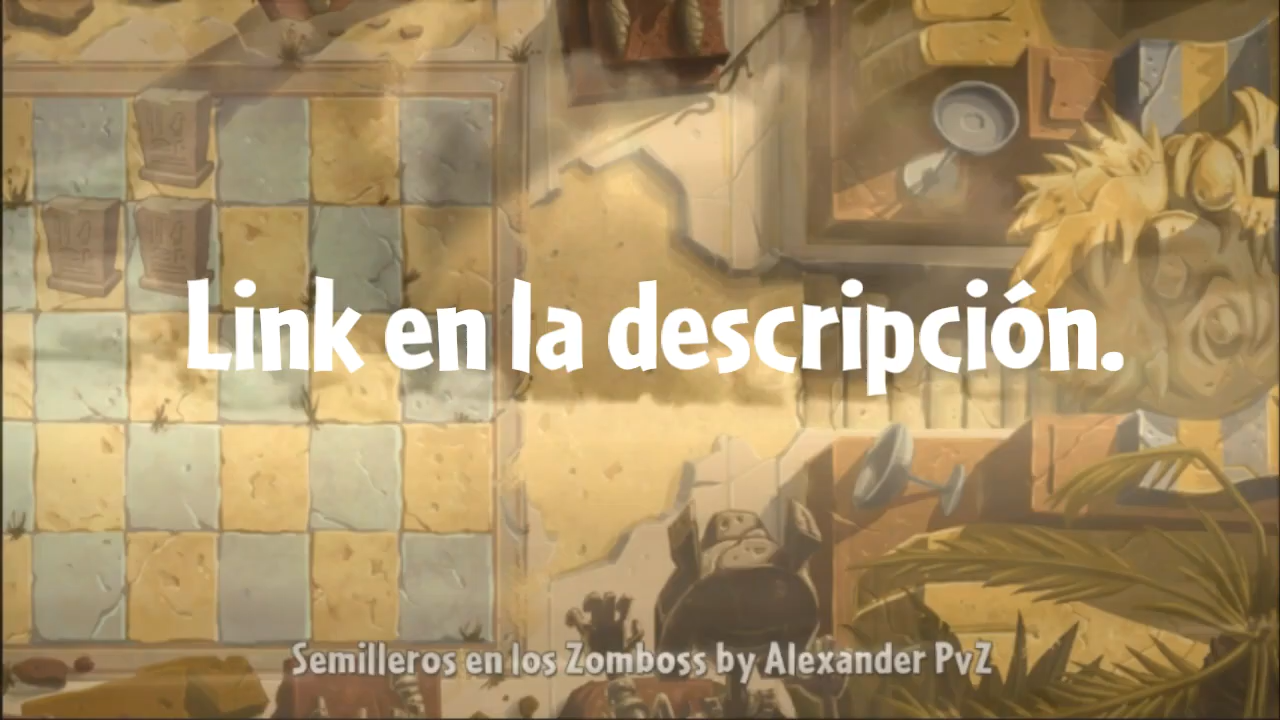 Link en la descripción.
Semilleros en los Zomboss by Alexander PvZ